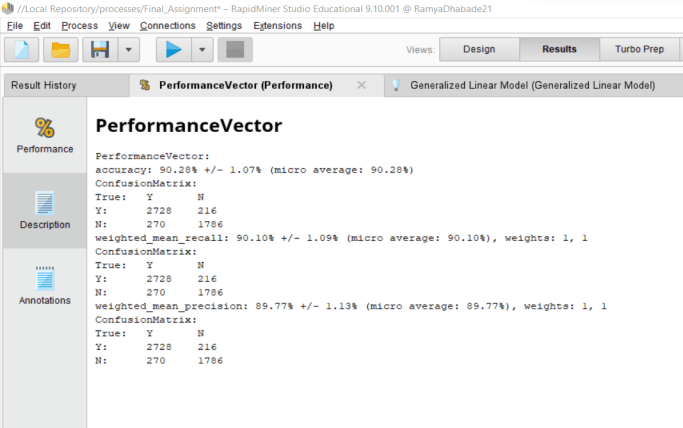 //Local Repository/processes/Final_Assignment* – RapidMiner Studio Educational 9.10.001 @ RamyaDhabade21
File Edit Process View Connections Settings Extensions Help
Views: Design Results Turbo Prep
Result History PerformanceVector (Performance) Generalized Linear Model (Generalized Linear Model)
Performance
Description
Annotations
PerformanceVector
PerformanceVector:
accuracy: 90.28% +/- 1.07% (micro average: 90.28%)
ConfusionMatrix:
True: Y N
Y: 2728 216
N: 270 1786
weighted_mean_recall: 90.10% +/- 1.09% (micro average: 90.10%), weights: 1, 1
ConfusionMatrix:
True: Y N
Y: 2728 216
N: 270 1786
weighted_mean_precision: 89.77% +/- 1.13% (micro average: 89.77%), weights: 1, 1
ConfusionMatrix:
True: Y N
Y: 2728 216
N: 270 1786